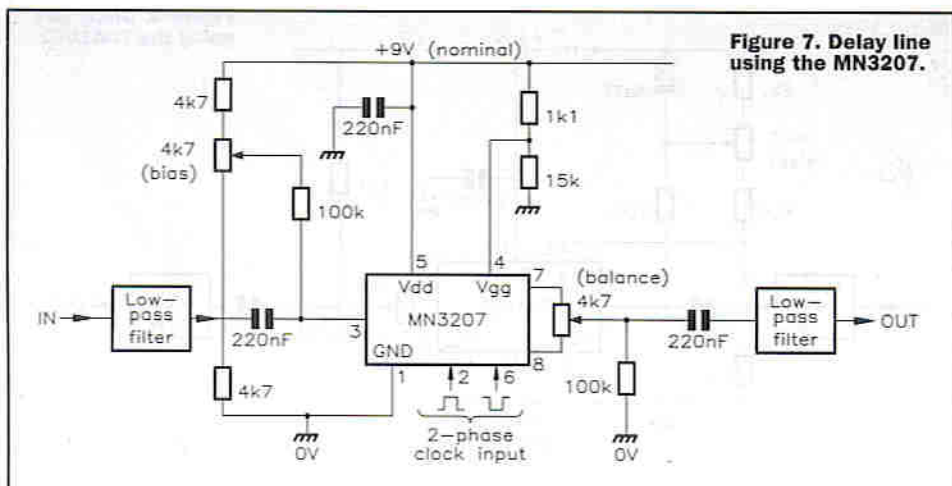 Figure 7. Delay line
using the MN3207.
+9V (nominal)
4k7
220nF
1k1
4k7
(bias)
15k
100k
5
4
Vdd
Vgg
7
(balance)
4k7
IN
Low-
pass
filter
220nF
3
MN3207
GND
8
220nF
Low-
pass
filter
OUT
1
2
6
4k7
100k
0V
2-phase
clock input
0V